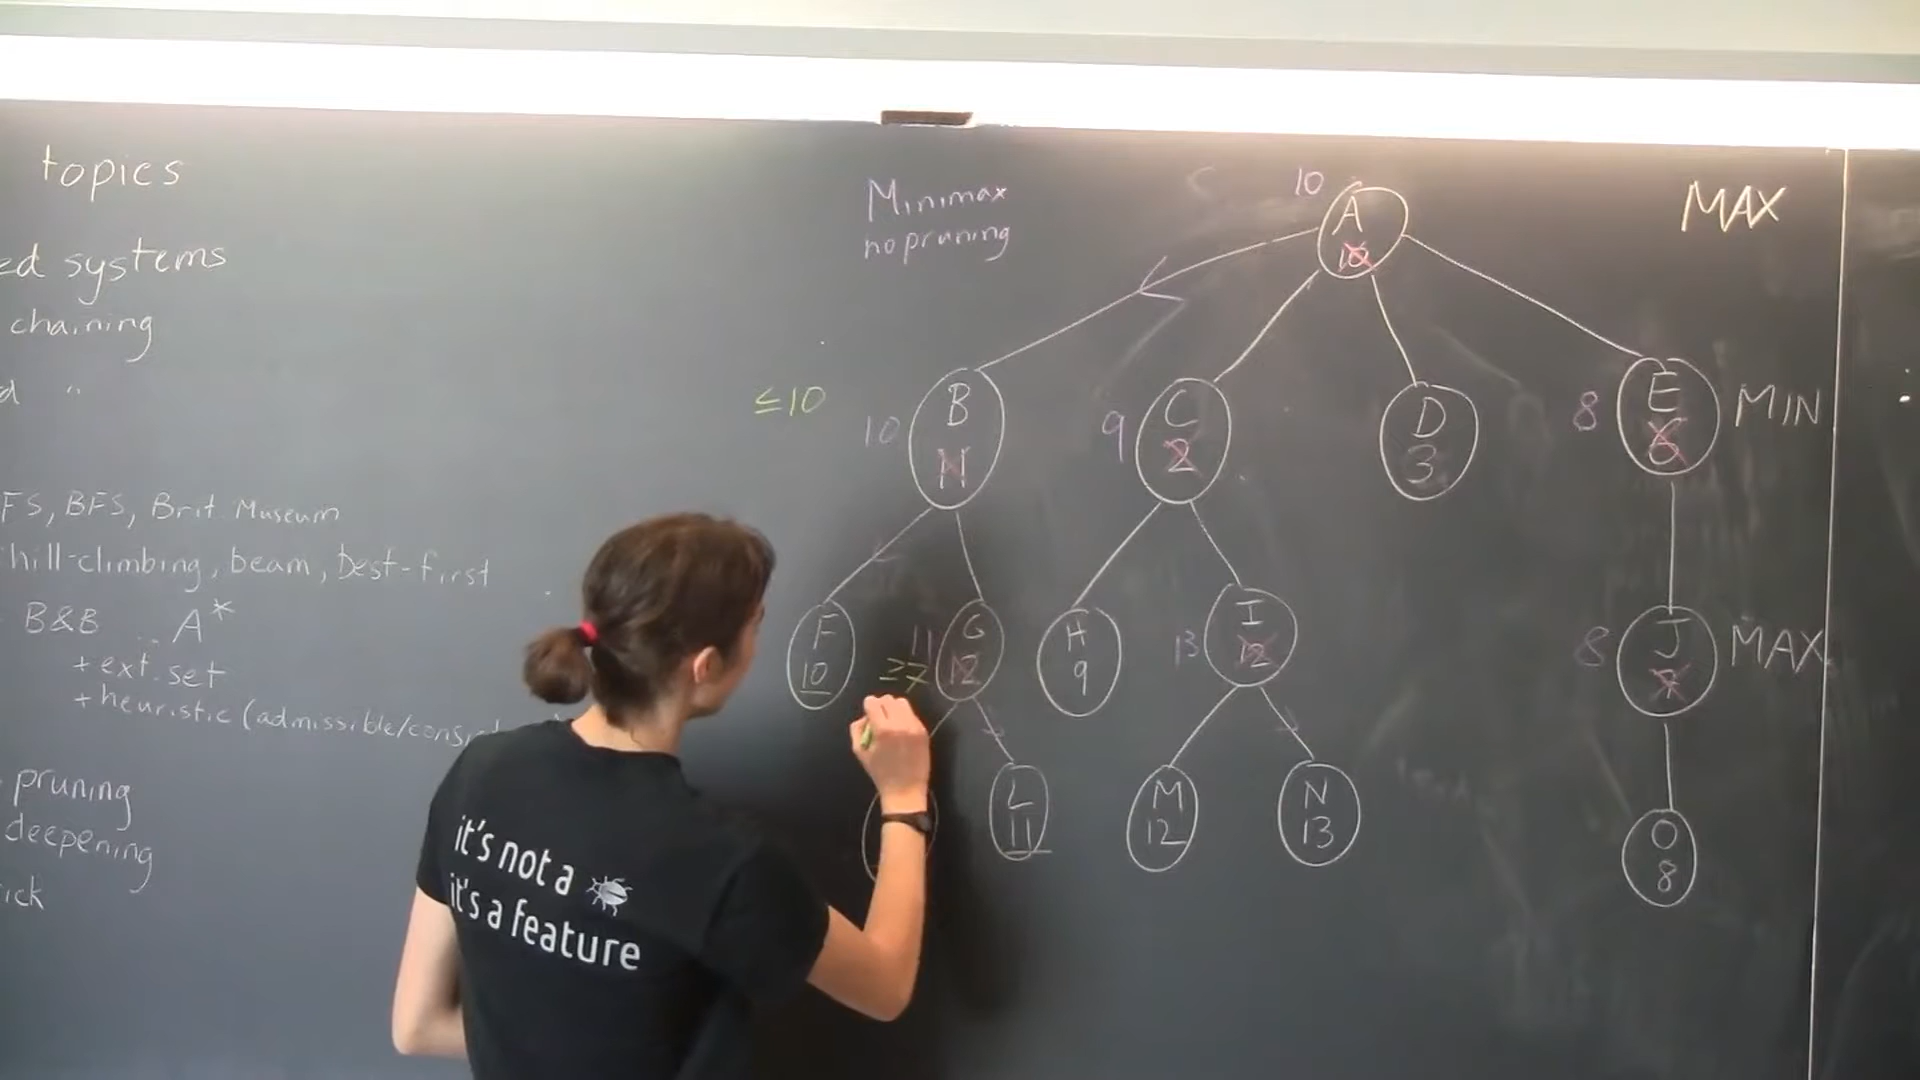 topics
ed systems
chaining
d "
FS, BFS, Brit. Museum
hill-climbing, beam, best-first
B&B .. A*
+ ext. set
+ heuristic (admissible/cons
pruning
deepening
ick
it's not a
it's a feature
Minimax
no pruning
10
A
10
MAX
≤10
10
B
9
C
2
D
3
8
E
6
MIN
F
10
11
≥7
G
12
H
9
13
I
12
8
J
MAX
L
11
M
12
N
13
O
8